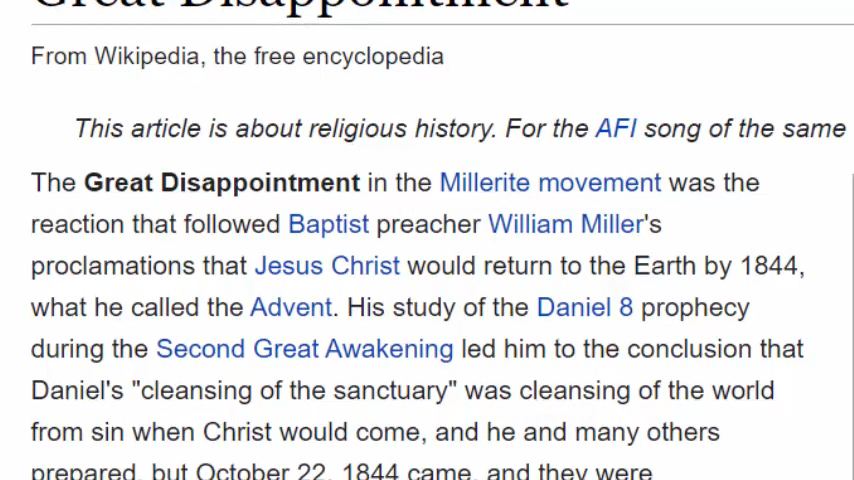 Great Disappointment
From Wikipedia, the free encyclopedia
This article is about religious history. For the AFI song of the same
The Great Disappointment in the Millerite movement was the
reaction that followed Baptist preacher William Miller's
proclamations that Jesus Christ would return to the Earth by 1844,
what he called the Advent. His study of the Daniel 8 prophecy
during the Second Great Awakening led him to the conclusion that
Daniel's "cleansing of the sanctuary" was cleansing of the world
from sin when Christ would come, and he and many others
prepared, but October 22, 1844 came, and they were